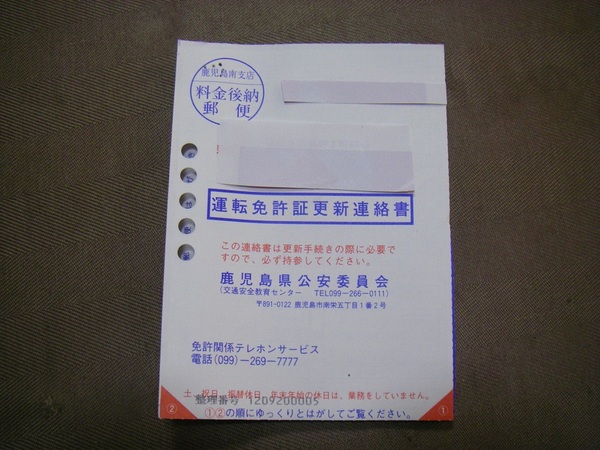 鹿児島南支店
料金後納
郵便
運転免許証更新連絡書
この連絡書は更新手続きの際に必要で
すので、必ず持参してください。
鹿児島県公安委員会
(交通安全教育センター TEL099-266-0111)
〒891-0122 鹿児島市南栄五丁目1番2号
免許関係テレホンサービス
電話(099)-269-7777
土、祝日、振替休日、年末年始の休日は、業務をしていません。
整理番号 1209200005
①②の順にゆっくりとはがしてご覧ください。
②
①